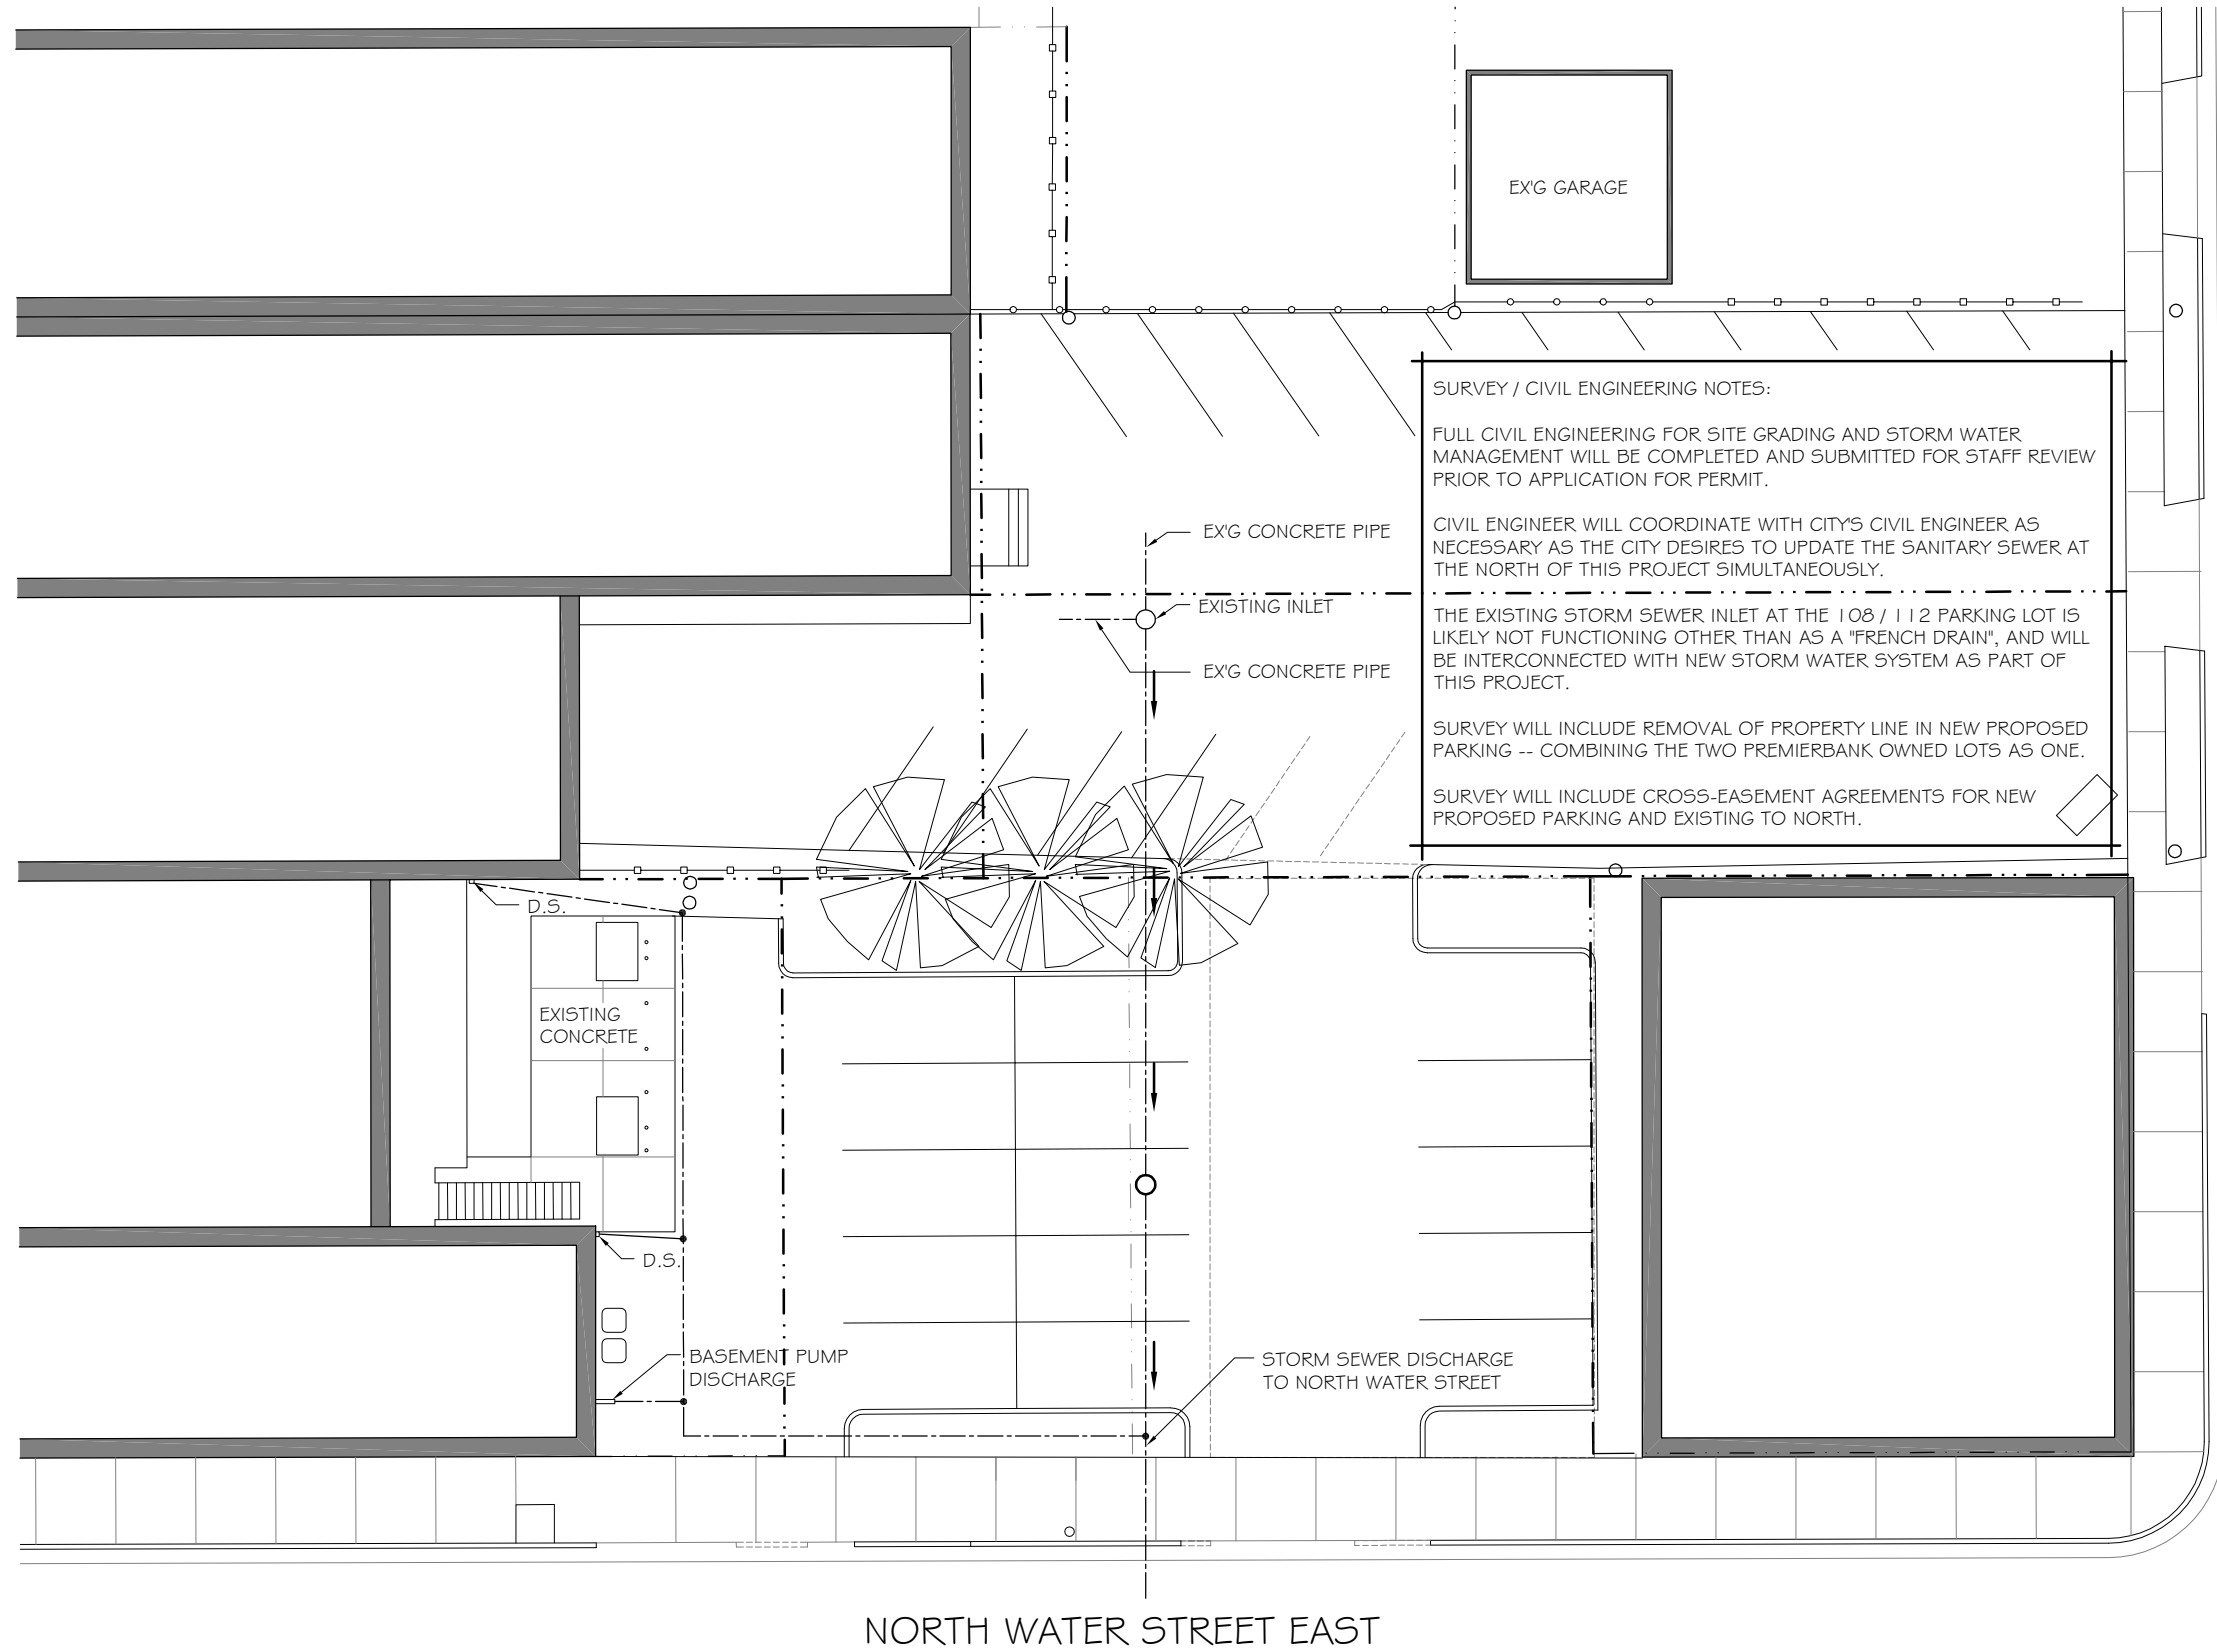 EX'G GARAGE
SURVEY / CIVIL ENGINEERING NOTES:
FULL CIVIL ENGINEERING FOR SITE GRADING AND STORM WATER
MANAGEMENT WILL BE COMPLETED AND SUBMITTED FOR STAFF REVIEW
PRIOR TO APPLICATION FOR PERMIT.
CIVIL ENGINEER WILL COORDINATE WITH CITY'S CIVIL ENGINEER AS
NECESSARY AS THE CITY DESIRES TO UPDATE THE SANITARY SEWER AT
THE NORTH OF THIS PROJECT SIMULTANEOUSLY.
THE EXISTING STORM SEWER INLET AT THE 108 / 112 PARKING LOT IS
LIKELY NOT FUNCTIONING OTHER THAN AS A "FRENCH DRAIN", AND WILL
BE INTERCONNECTED WITH NEW STORM WATER SYSTEM AS PART OF
THIS PROJECT.
SURVEY WILL INCLUDE REMOVAL OF PROPERTY LINE IN NEW PROPOSED
PARKING -- COMBINING THE TWO PREMIERBANK OWNED LOTS AS ONE.
SURVEY WILL INCLUDE CROSS-EASEMENT AGREEMENTS FOR NEW
PROPOSED PARKING AND EXISTING TO NORTH.
EX'G CONCRETE PIPE
EXISTING INLET
EX'G CONCRETE PIPE
D.S.
EXISTING
CONCRETE
D.S.
BASEMENT PUMP
DISCHARGE
STORM SEWER DISCHARGE
TO NORTH WATER STREET
NORTH WATER STREET EAST